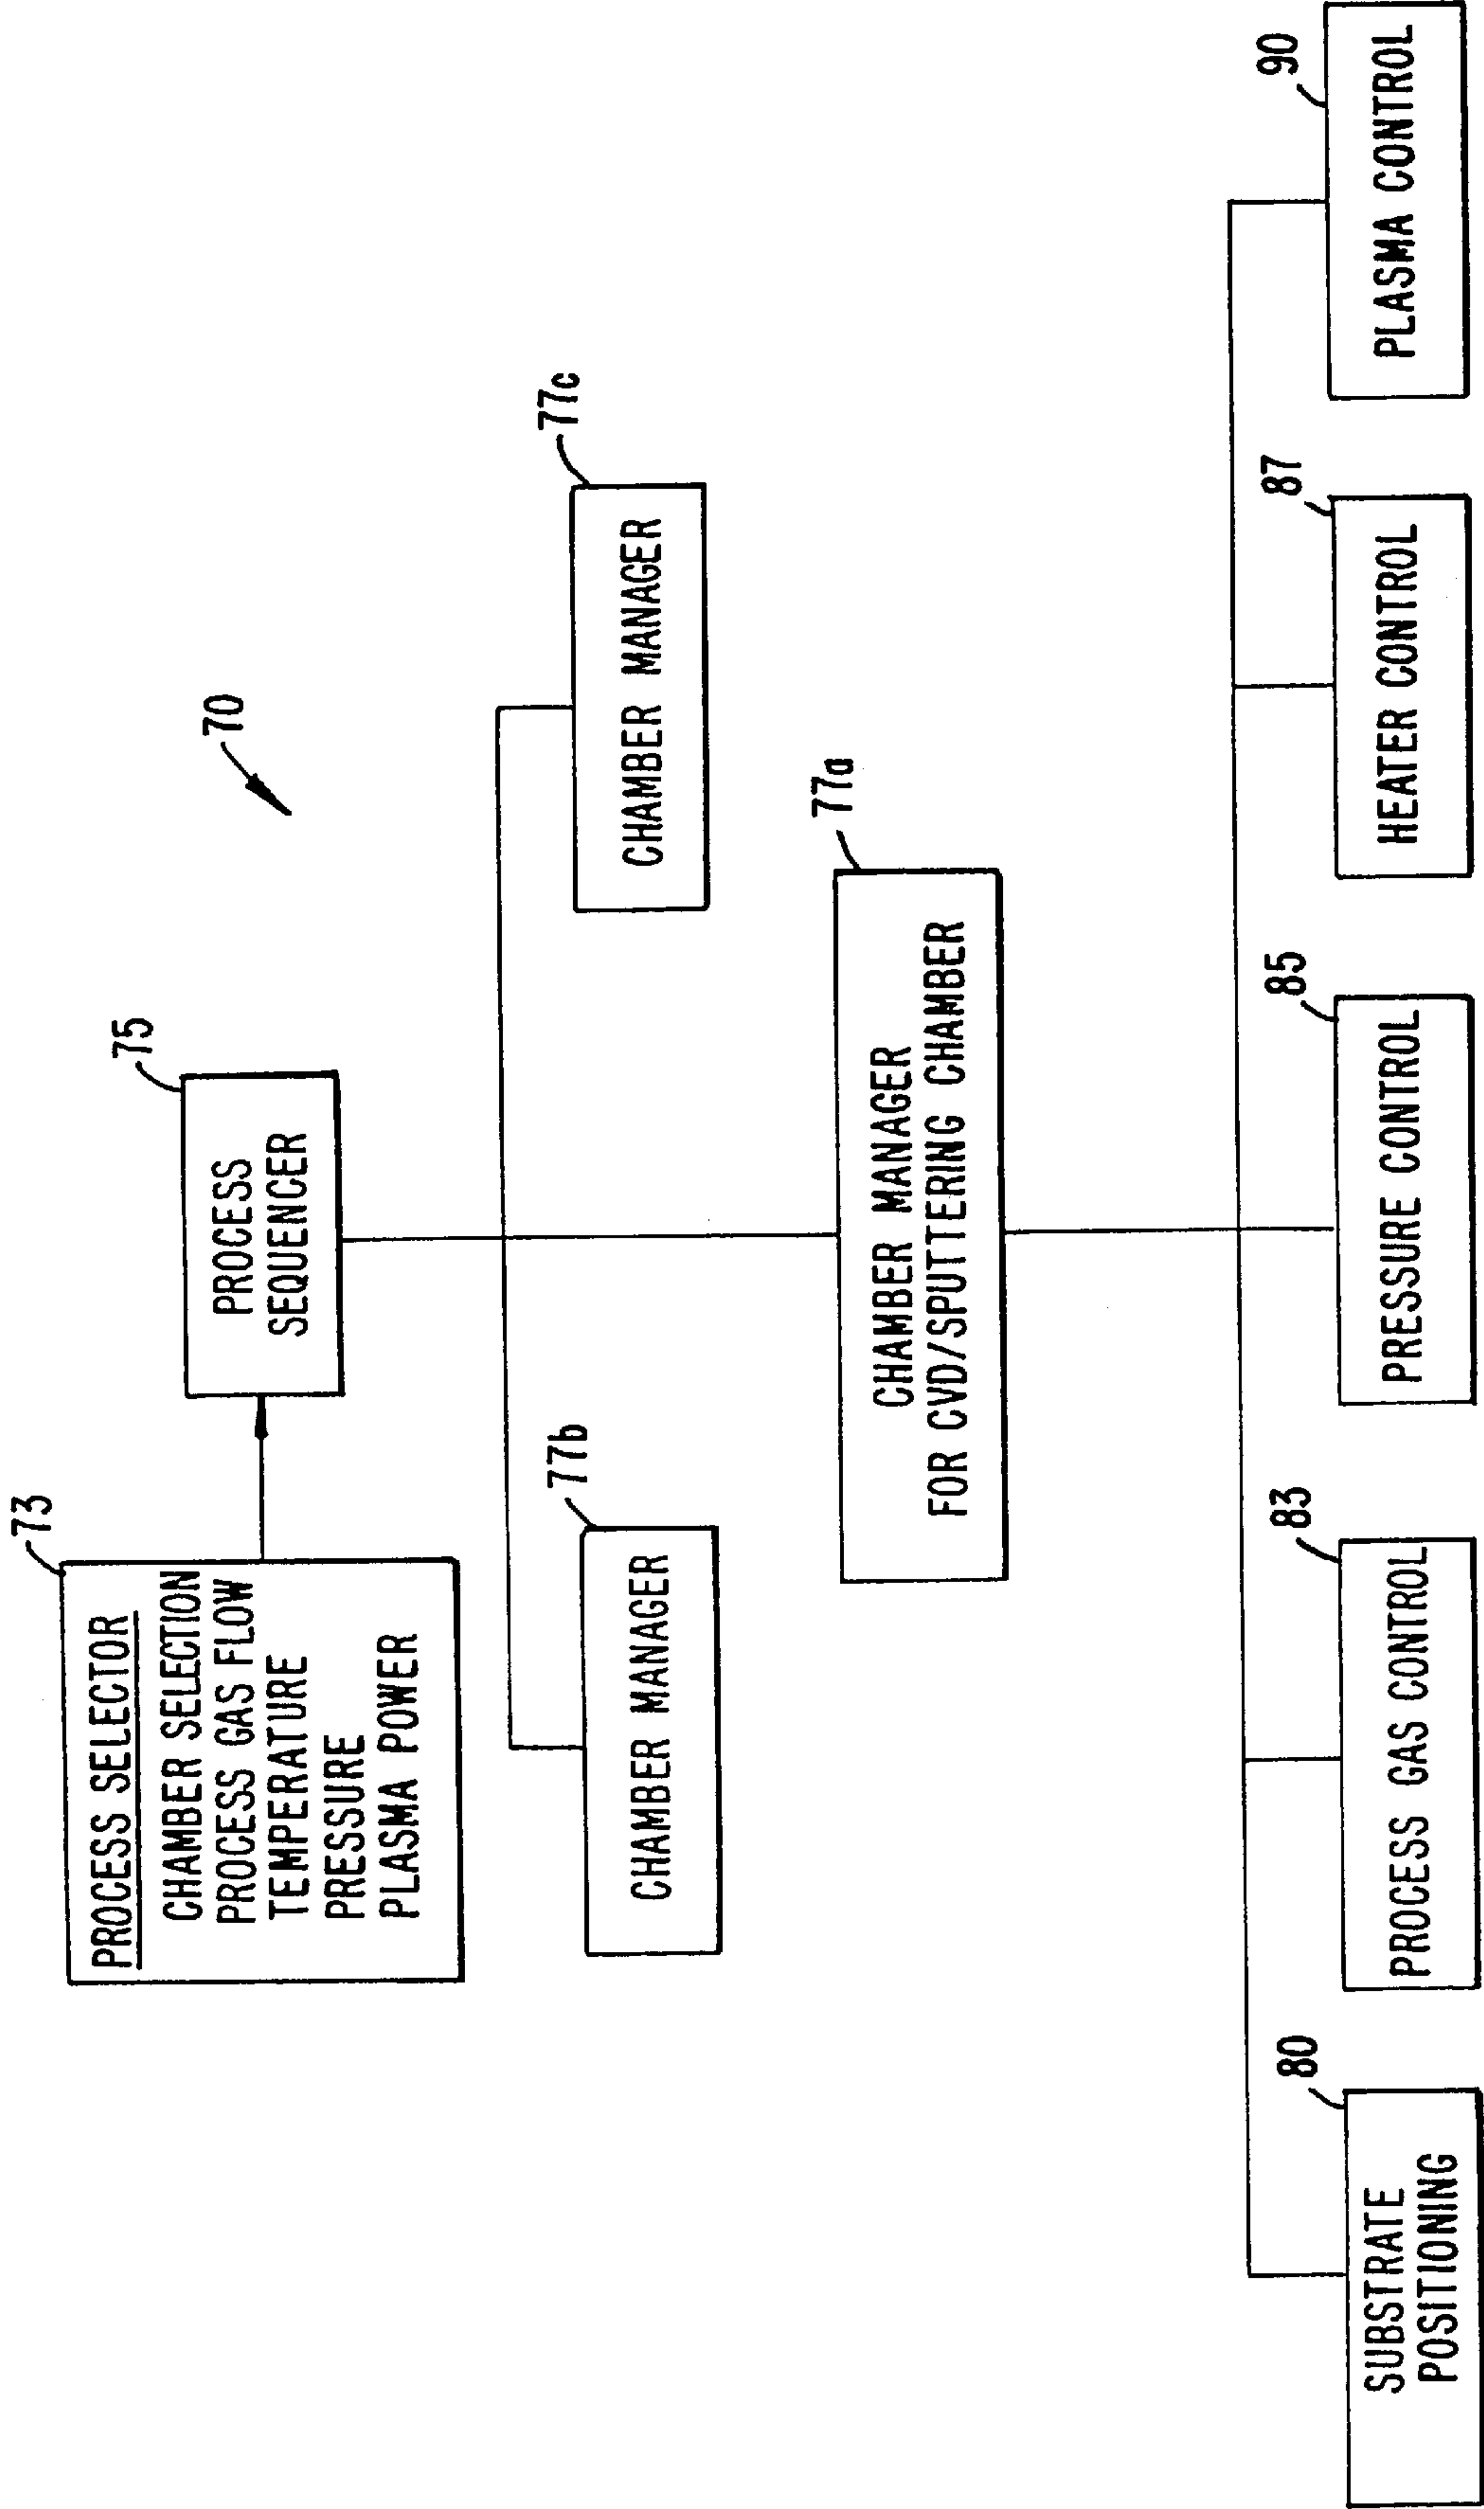 70
73
PROCESS SELECTOR
CHAMBER SELECTION
PROCESS GAS FLOW
TEMPERATURE
PRESSURE
PLASMA POWER
75
PROCESS
SEQUENCER
77b
CHAMBER MANAGER
77c
CHAMBER MANAGER
77a
CHAMBER MANAGER
FOR CVD/SPUTTERING CHAMBER
80
SUBSTRATE
POSITIONING
83
PROCESS GAS CONTROL
85
PRESSURE CONTROL
87
HEATER CONTROL
90
PLASMA CONTROL